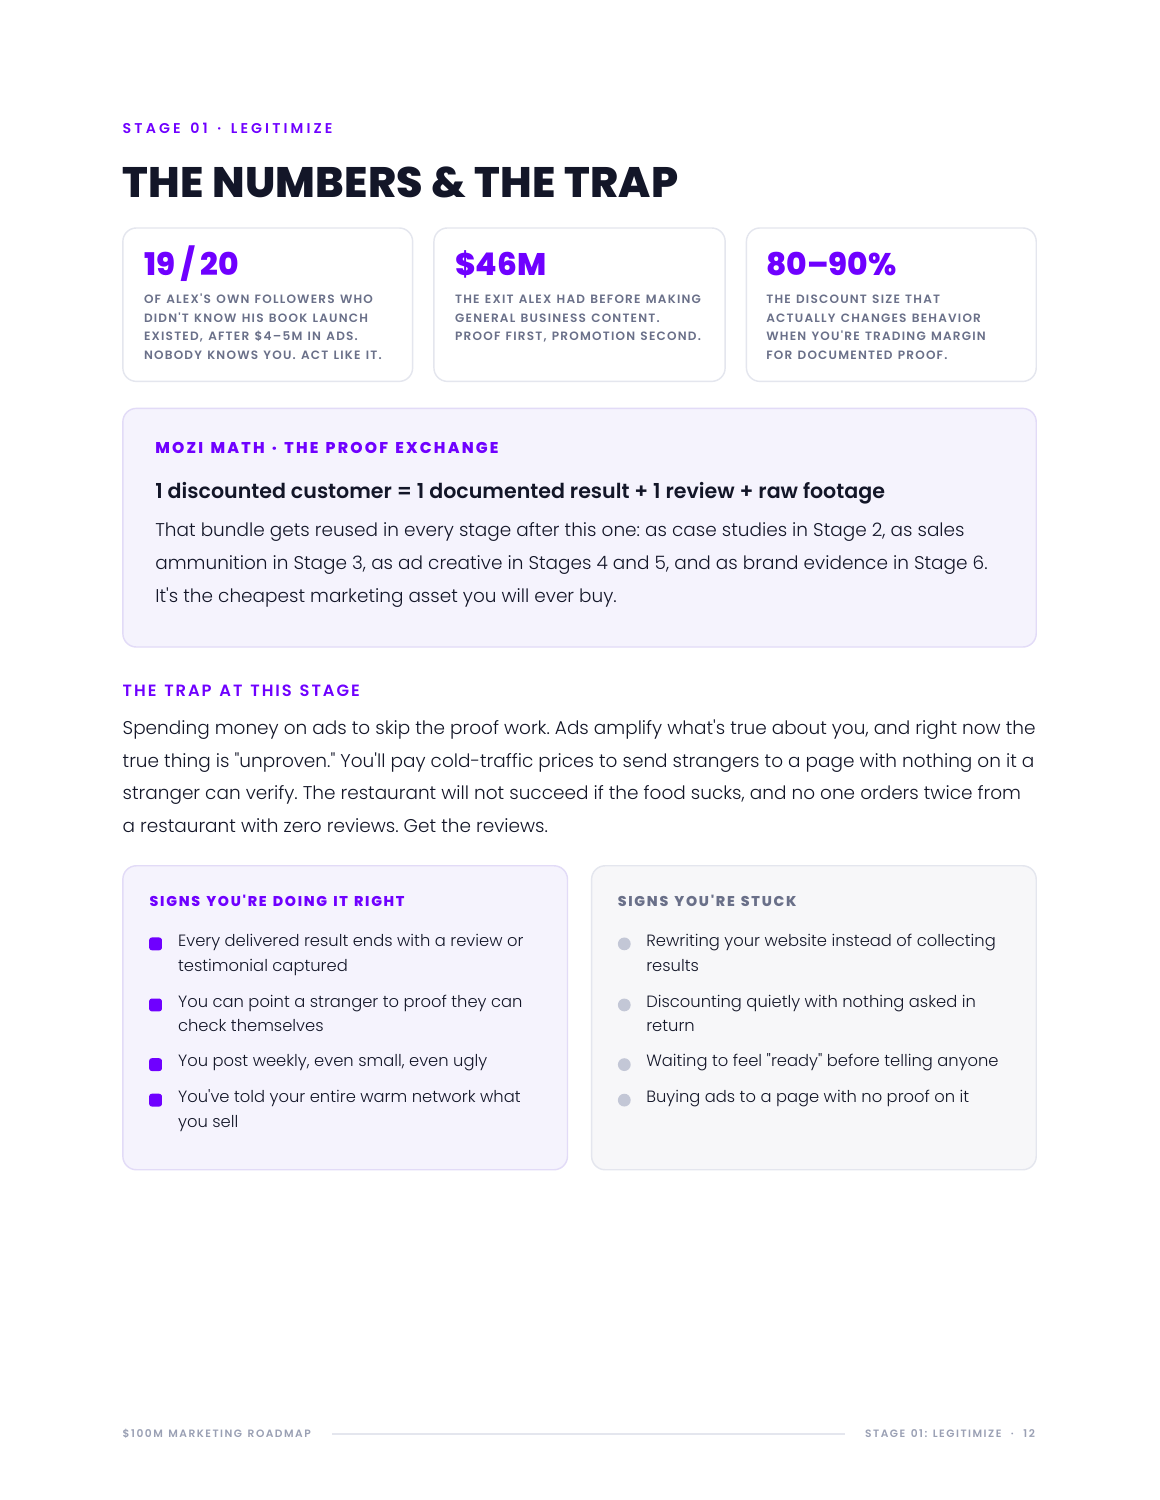 STAGE 01 · LEGITIMIZE
THE NUMBERS & THE TRAP
19 / 20
OF ALEX'S OWN FOLLOWERS WHO
DIDN'T KNOW HIS BOOK LAUNCH
EXISTED, AFTER $4–5M IN ADS.
NOBODY KNOWS YOU. ACT LIKE IT.
$46M
THE EXIT ALEX HAD BEFORE MAKING
GENERAL BUSINESS CONTENT.
PROOF FIRST, PROMOTION SECOND.
80–90%
THE DISCOUNT SIZE THAT
ACTUALLY CHANGES BEHAVIOR
WHEN YOU'RE TRADING MARGIN
FOR DOCUMENTED PROOF.
MOZI MATH · THE PROOF EXCHANGE
1 discounted customer = 1 documented result + 1 review + raw footage
That bundle gets reused in every stage after this one: as case studies in Stage 2, as sales
ammunition in Stage 3, as ad creative in Stages 4 and 5, and as brand evidence in Stage 6.
It's the cheapest marketing asset you will ever buy.
THE TRAP AT THIS STAGE
Spending money on ads to skip the proof work. Ads amplify what's true about you, and right now the
true thing is "unproven." You'll pay cold-traffic prices to send strangers to a page with nothing on it a
stranger can verify. The restaurant will not succeed if the food sucks, and no one orders twice from
a restaurant with zero reviews. Get the reviews.
SIGNS YOU'RE DOING IT RIGHT
Every delivered result ends with a review or
testimonial captured
You can point a stranger to proof they can
check themselves
You post weekly, even small, even ugly
You've told your entire warm network what
you sell
SIGNS YOU'RE STUCK
Rewriting your website instead of collecting
results
Discounting quietly with nothing asked in
return
Waiting to feel "ready" before telling anyone
Buying ads to a page with no proof on it
$100M MARKETING ROADMAP
STAGE 01: LEGITIMIZE · 12